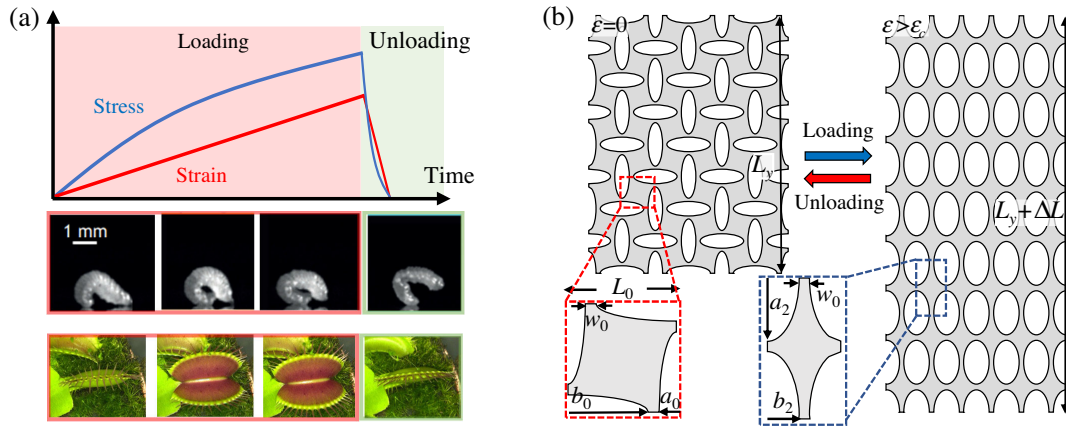 (a)
Loading
Unloading
Stress
Strain
Time
1 mm
(b)
ε=0
ε>ε_c
L_y
Loading
Unloading
L_y+ΔL
L_0
w_0
b_0
a_0
a_2
w_0
b_2